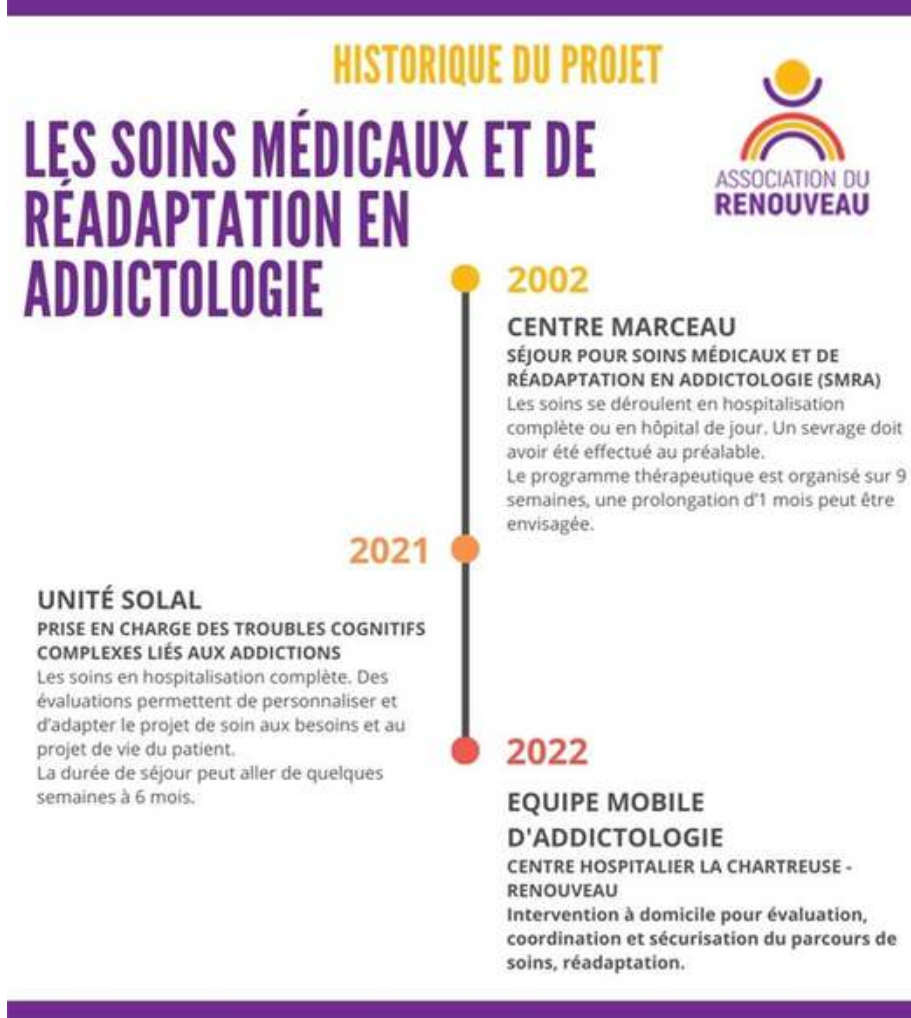 HISTORIQUE DU PROJET
LES SOINS MÉDICAUX ET DE
RÉADAPTATION EN
ADDICTOLOGIE
ASSOCIATION DU
RENOUVEAU
2002
CENTRE MARCEAU
SÉJOUR POUR SOINS MÉDICAUX ET DE
RÉADAPTATION EN ADDICTOLOGIE (SMRA)
Les soins se déroulent en hospitalisation
complète ou en hôpital de jour. Un sevrage doit
avoir été effectué au préalable.
Le programme thérapeutique est organisé sur 9
semaines, une prolongation d'1 mois peut être
envisagée.
2021
UNITÉ SOLAL
PRISE EN CHARGE DES TROUBLES COGNITIFS
COMPLEXES LIÉS AUX ADDICTIONS
Les soins en hospitalisation complète. Des
évaluations permettent de personnaliser et
d'adapter le projet de soin aux besoins et au
projet de vie du patient.
La durée de séjour peut aller de quelques
semaines à 6 mois.
2022
EQUIPE MOBILE
D'ADDICTOLOGIE
CENTRE HOSPITALIER LA CHARTREUSE -
RENOUVEAU
Intervention à domicile pour évaluation,
coordination et sécurisation du parcours de
soins, réadaptation.